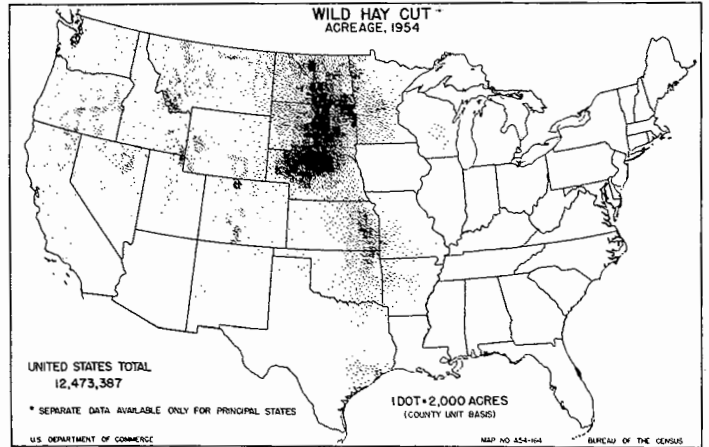 WILD HAY CUT *
ACREAGE, 1954
UNITED STATES TOTAL
12,473,387
* SEPARATE DATA AVAILABLE ONLY FOR PRINCIPAL STATES
1 DOT = 2,000 ACRES
(COUNTY UNIT BASIS)
U.S. DEPARTMENT OF COMMERCE
MAP NO. A54-164
BUREAU OF THE CENSUS